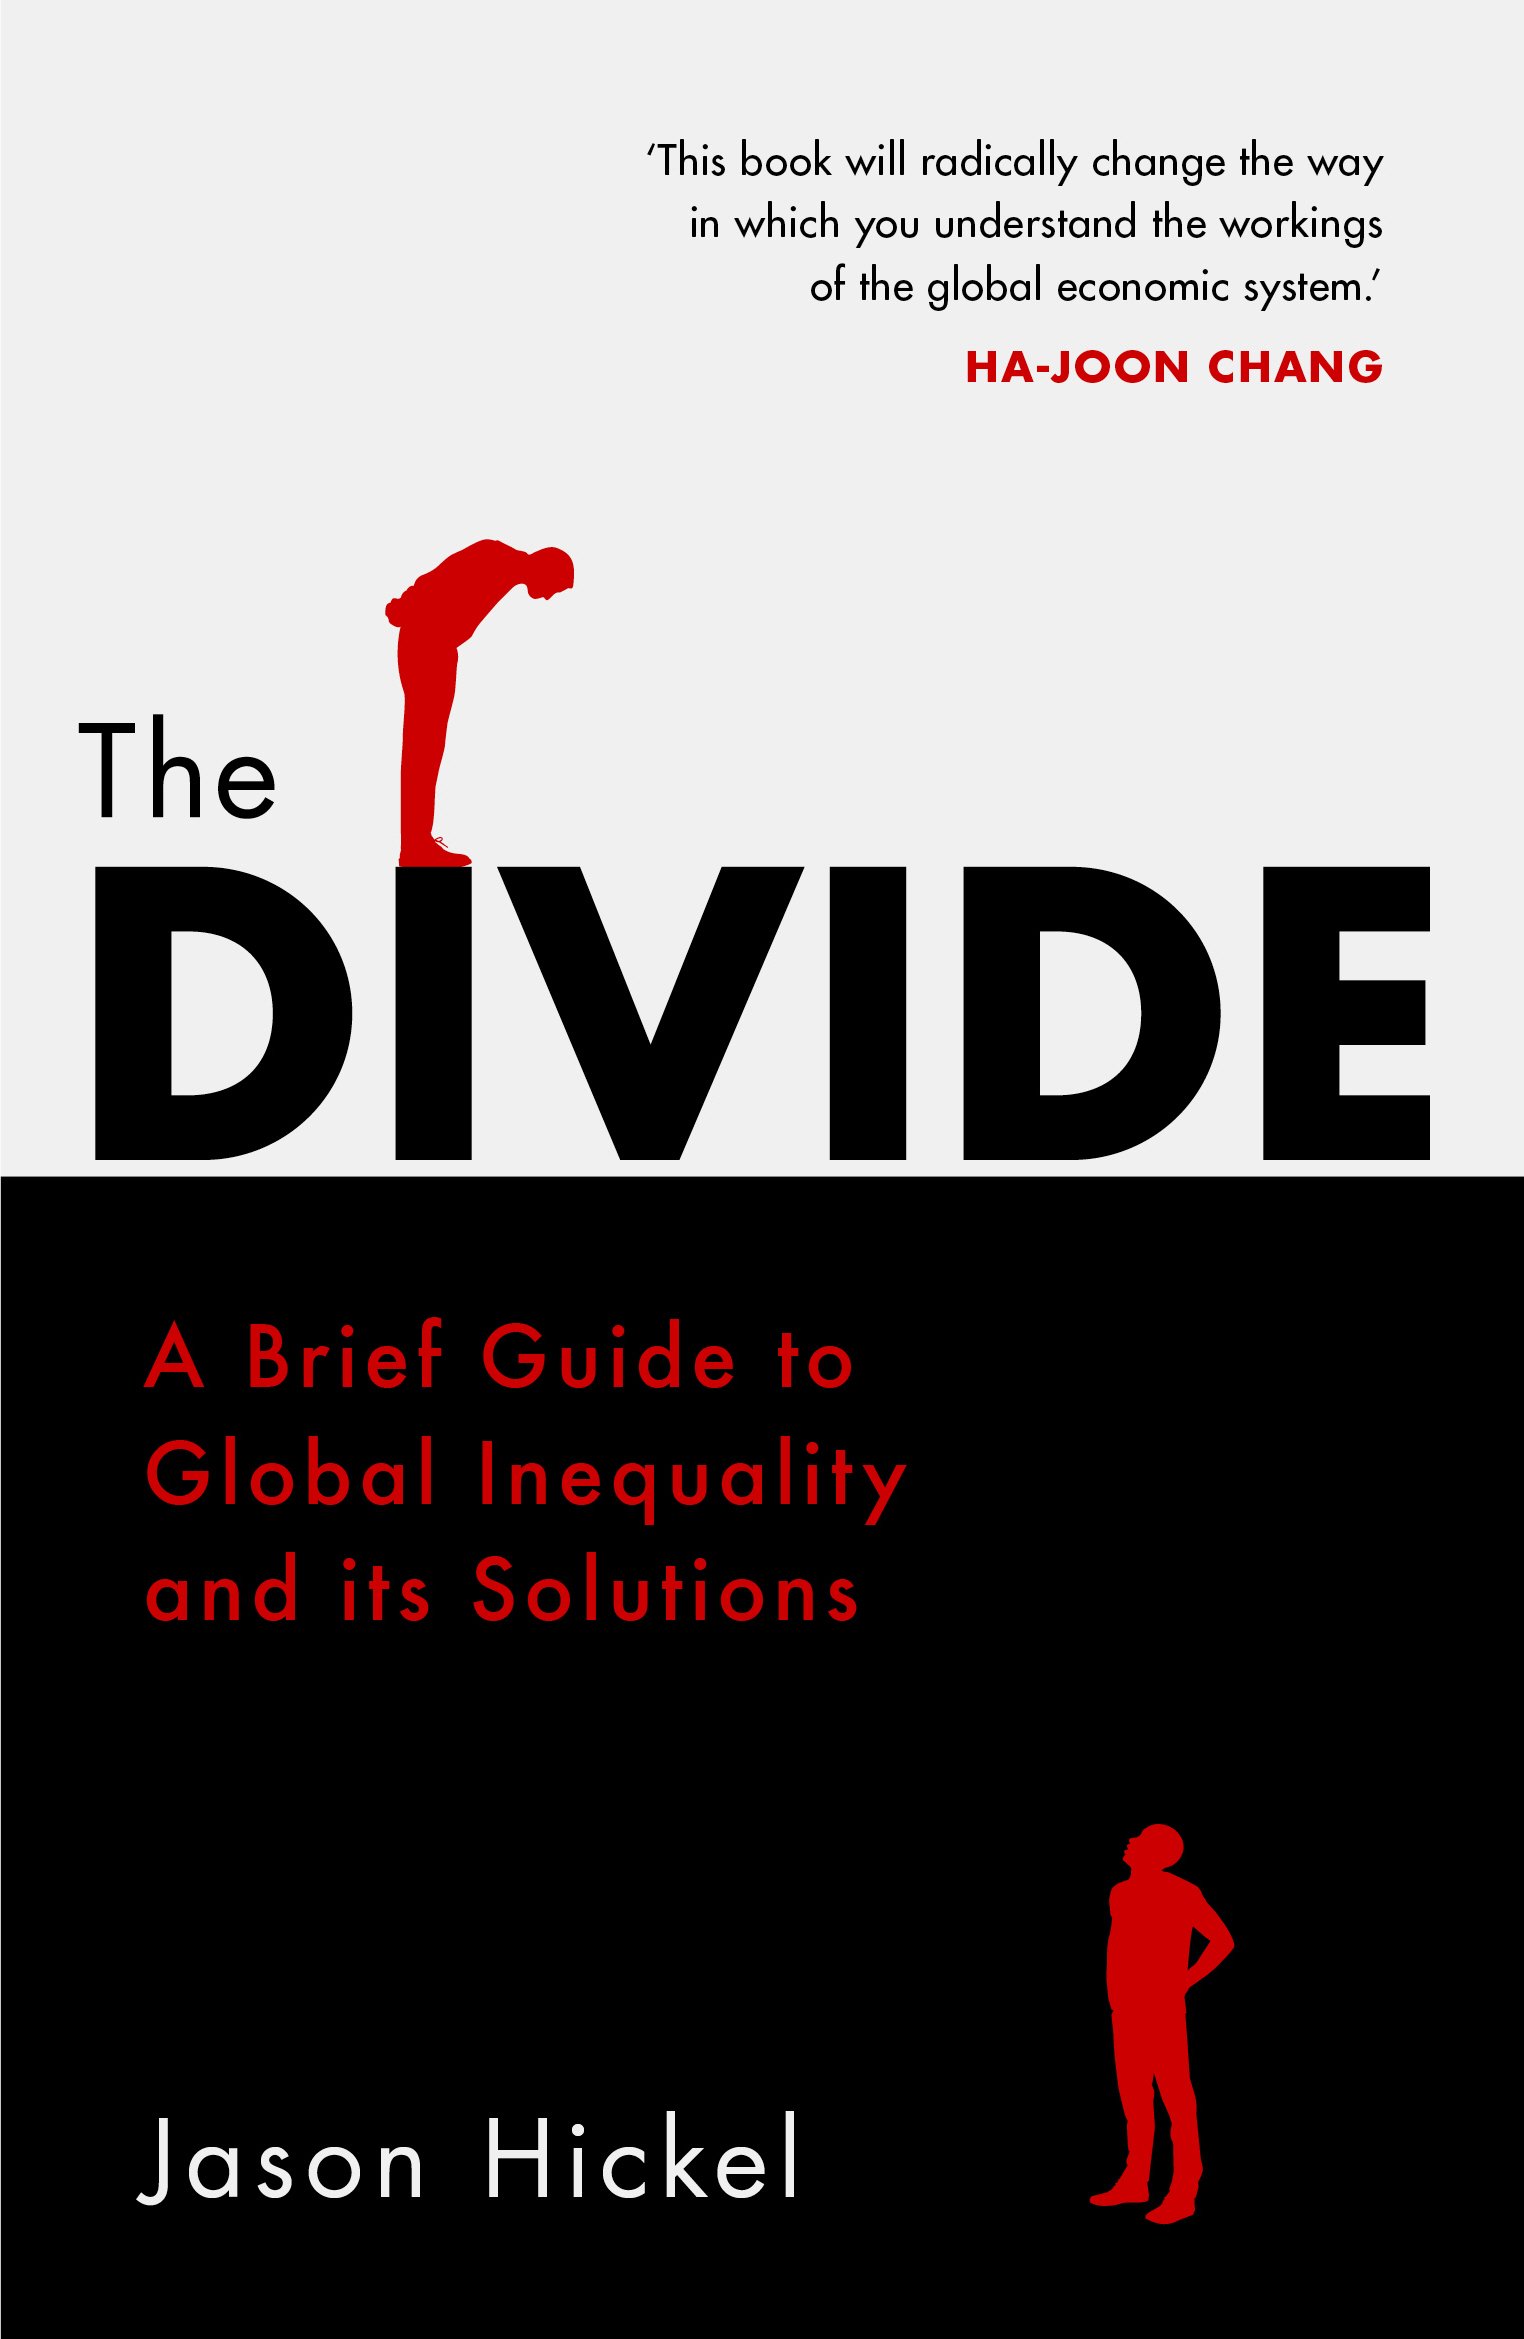 ‘This book will radically change the way
in which you understand the workings
of the global economic system.’
HA-JOON CHANG
The
DIVIDE
A Brief Guide to
Global Inequality
and its Solutions
Jason Hickel